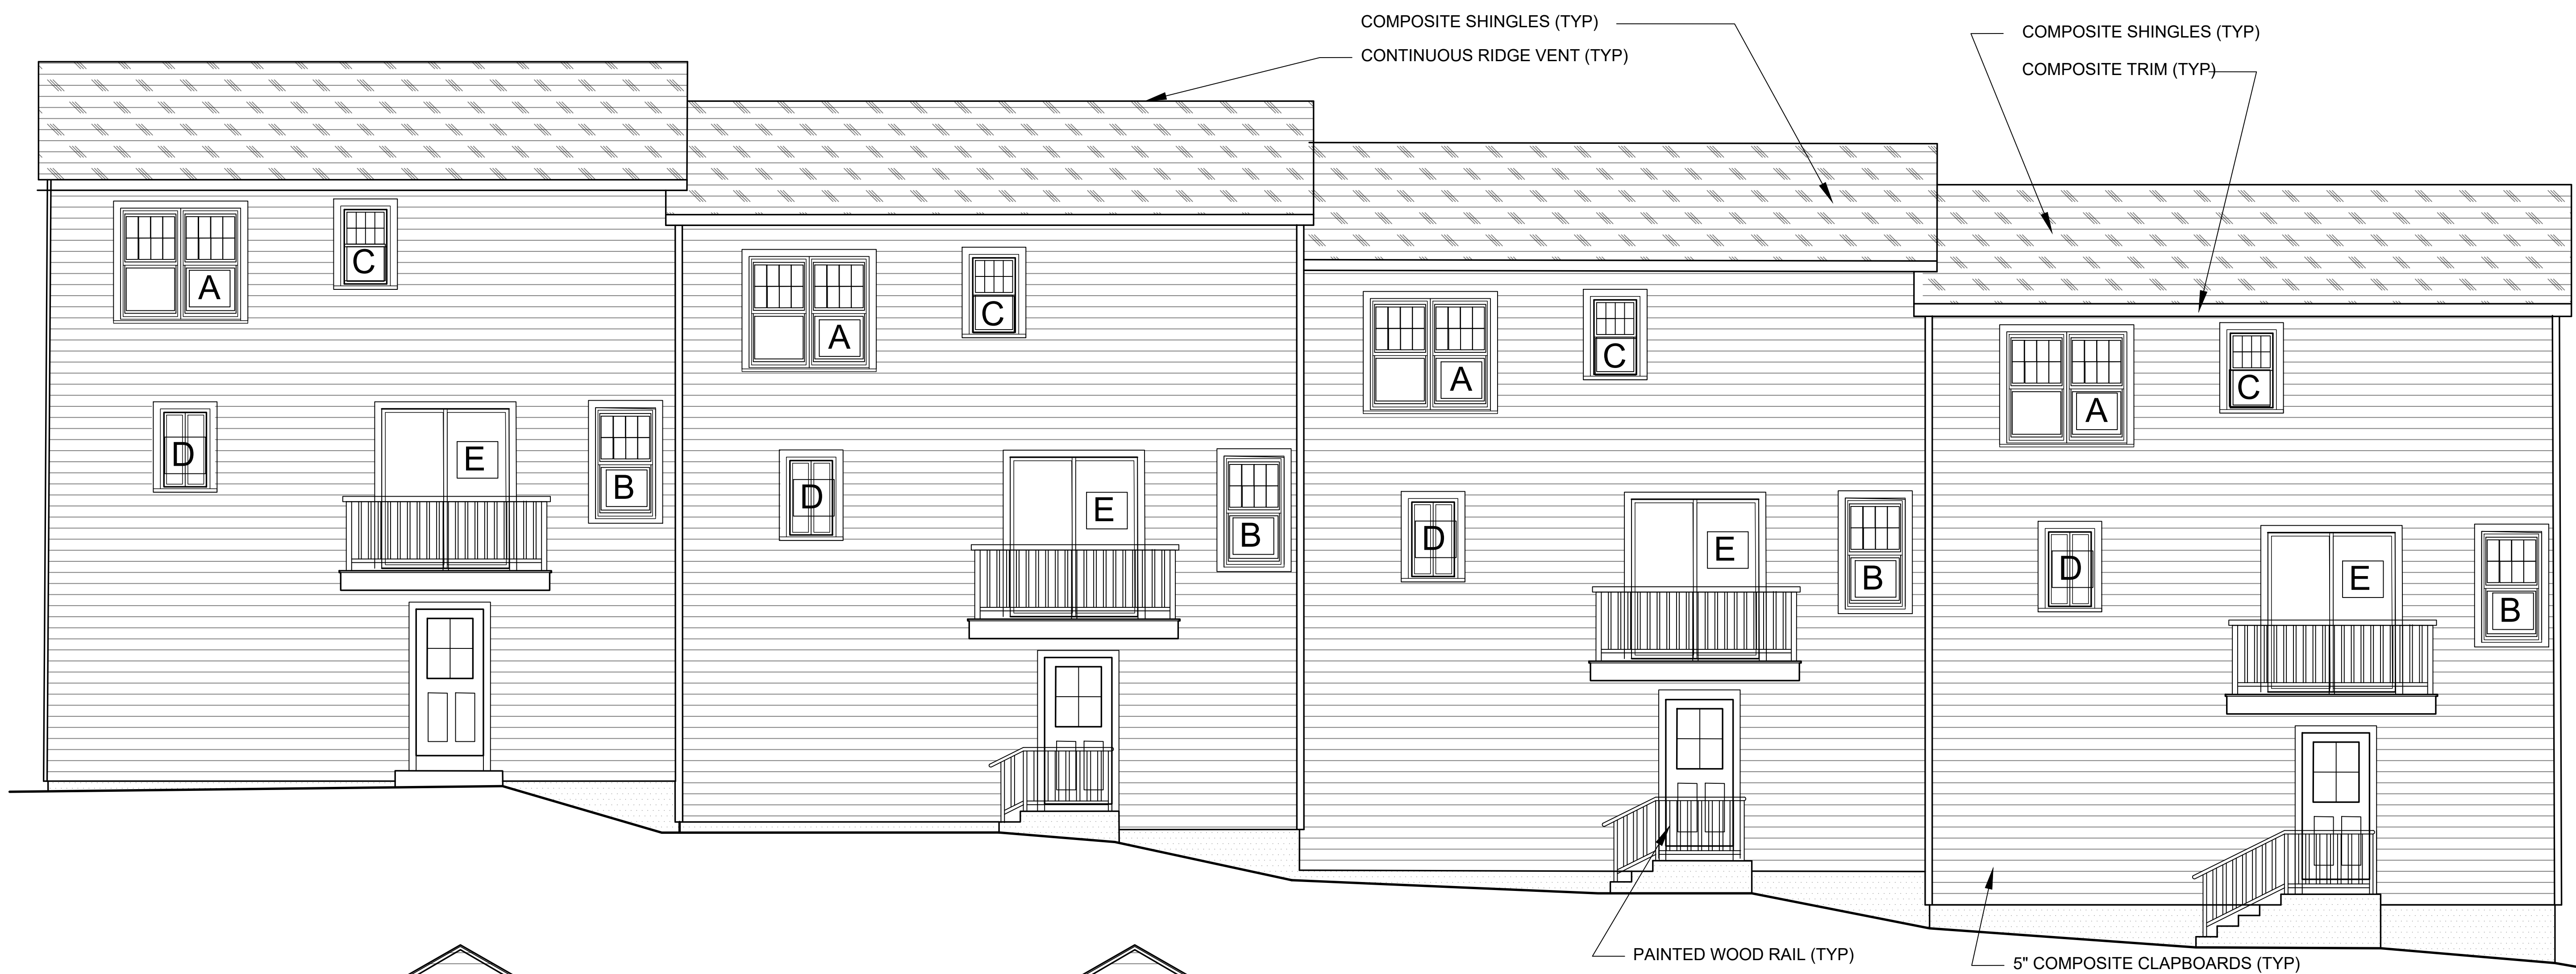 COMPOSITE SHINGLES (TYP)
CONTINUOUS RIDGE VENT (TYP)
COMPOSITE SHINGLES (TYP)
COMPOSITE TRIM (TYP)
A
C
A
C
A
C
A
C
D
E
B
D
E
B
D
E
B
D
E
B
PAINTED WOOD RAIL (TYP)
5" COMPOSITE CLAPBOARDS (TYP)